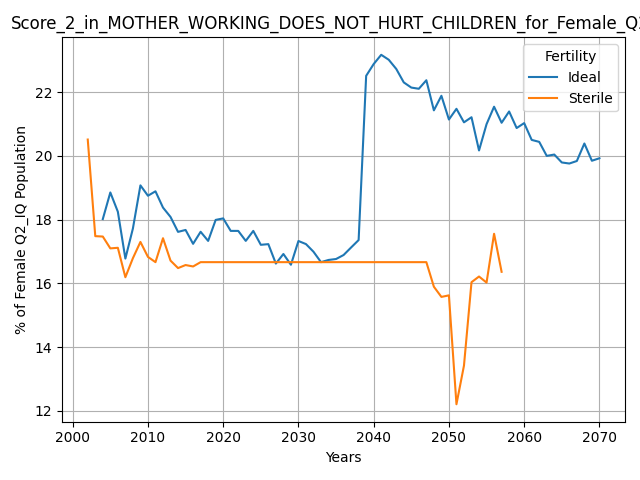 Score_2_in_MOTHER_WORKING_DOES_NOT_HURT_CHILDREN_for_Female_Q2
Fertility
Ideal
Sterile
% of Female Q2_IQ Population
22
20
18
16
14
12
2000 2010 2020 2030 2040 2050 2060 2070
Years